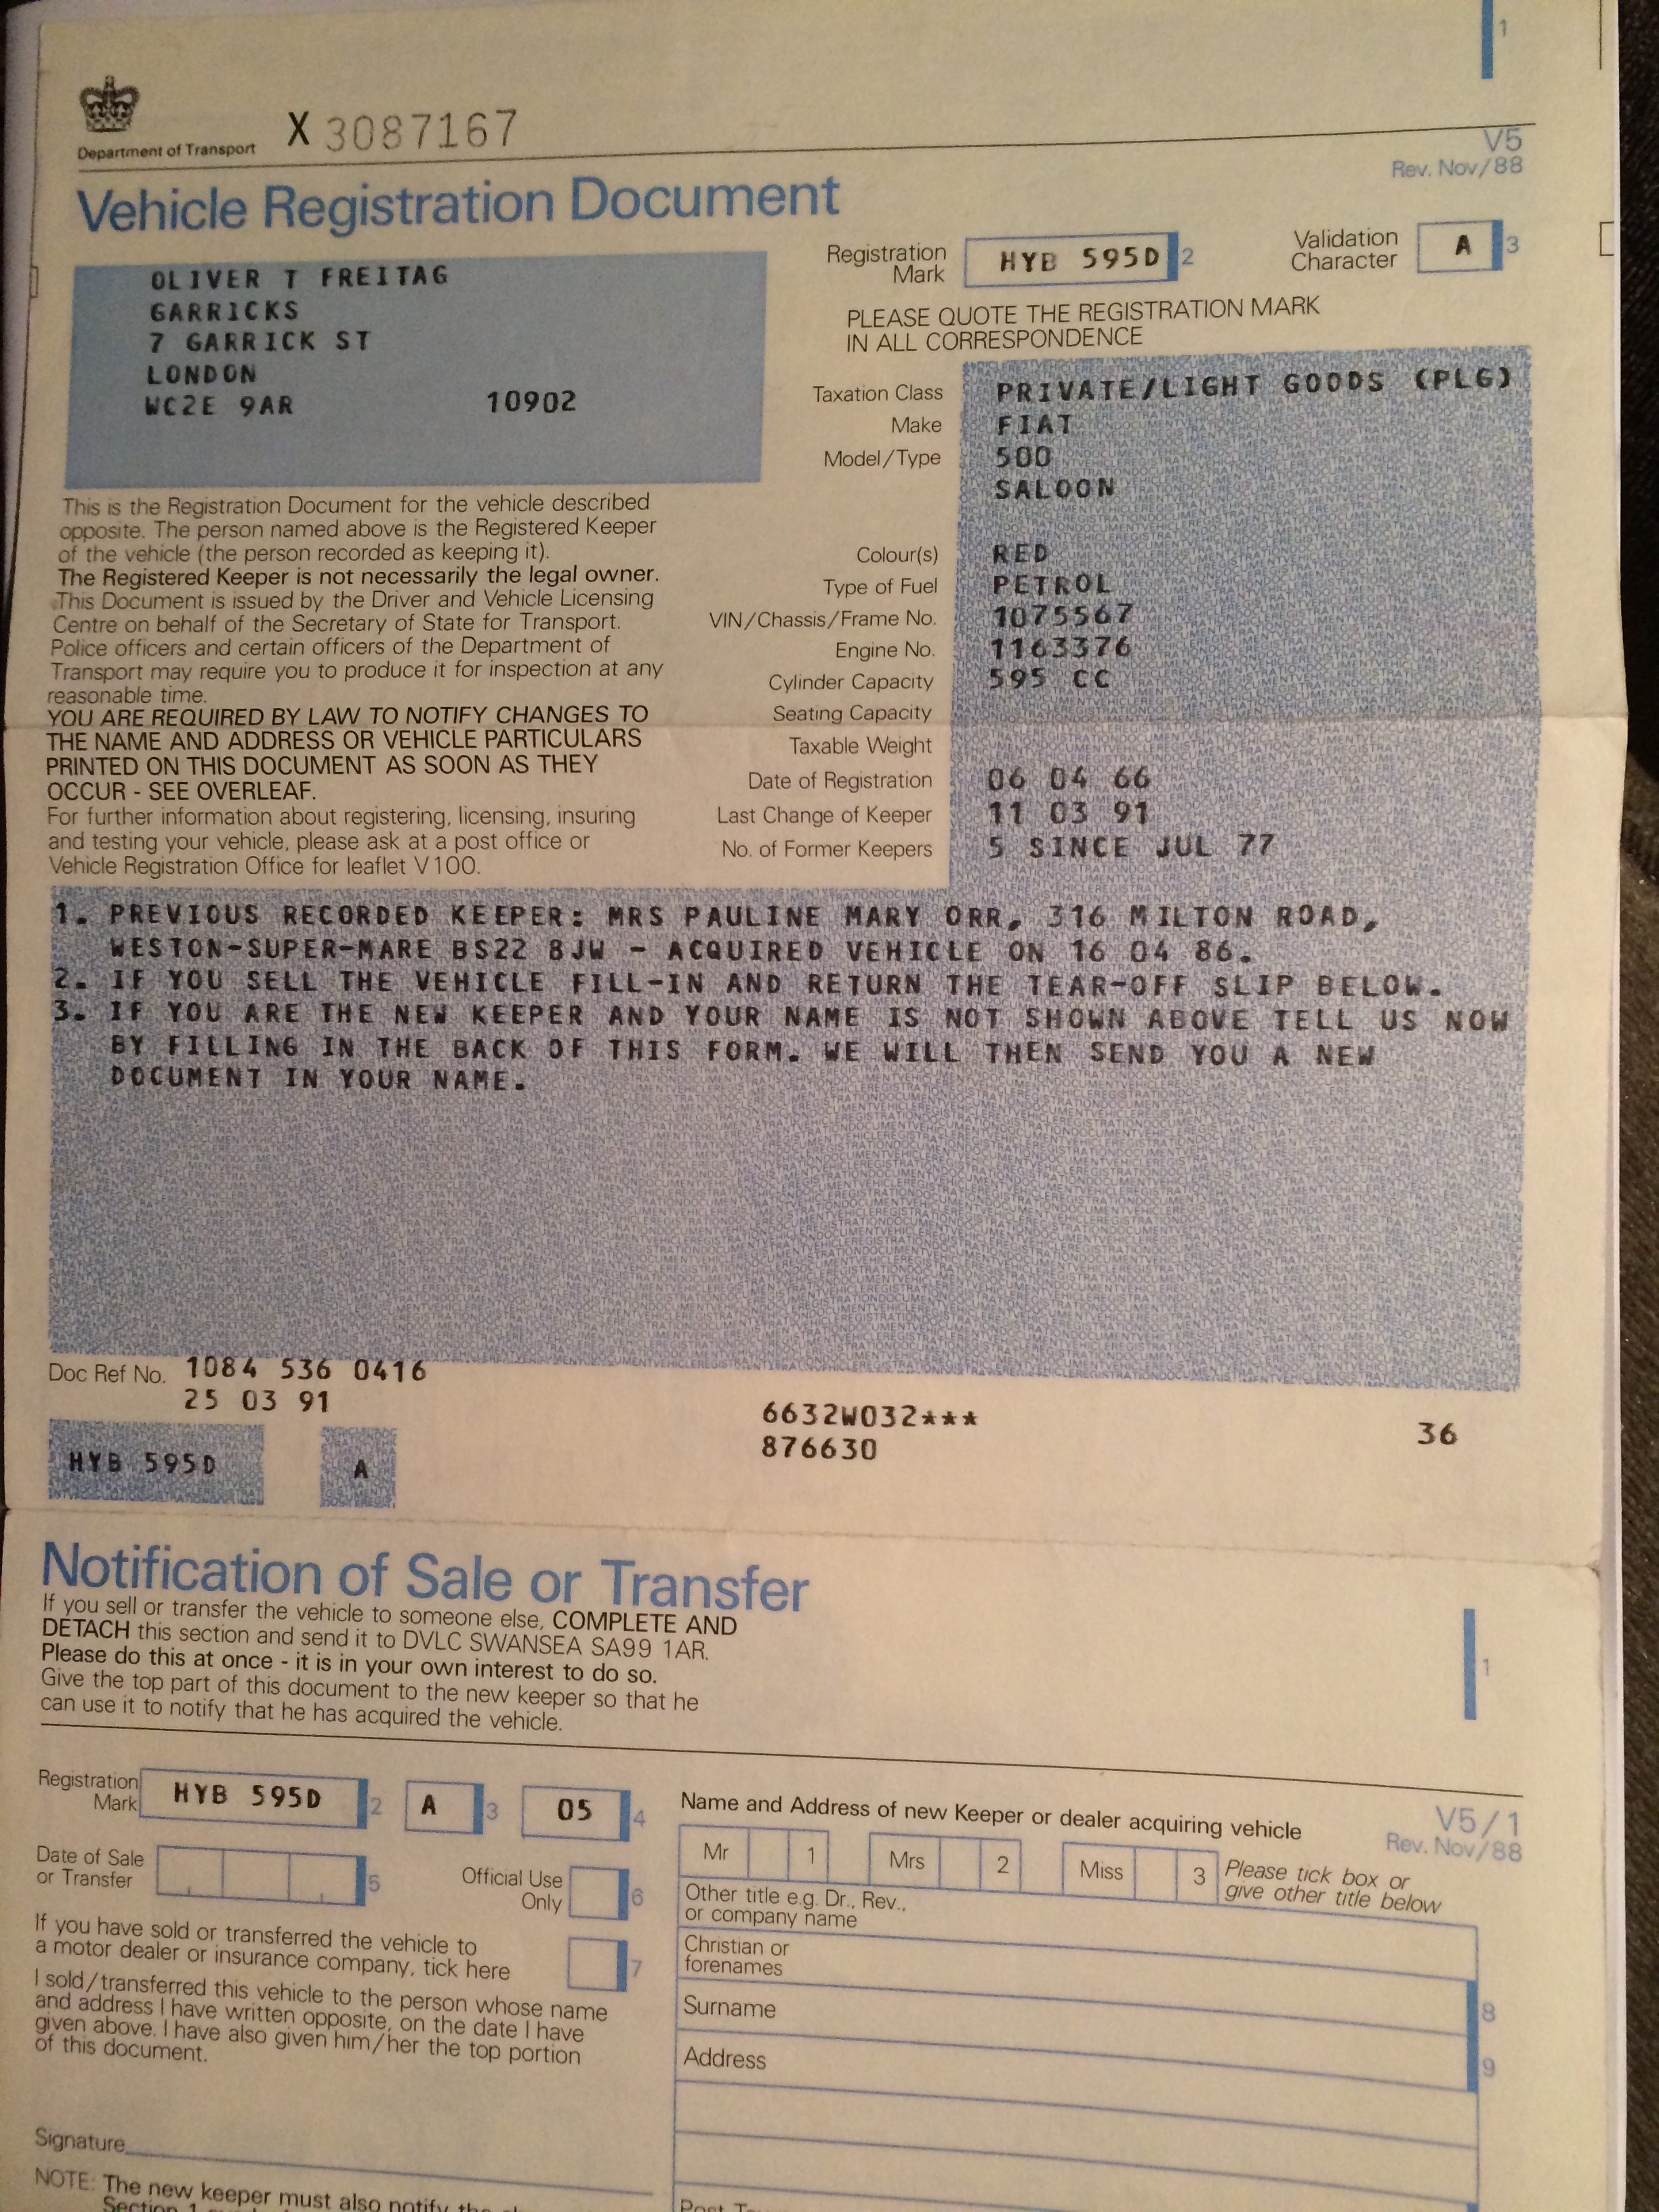 1
Department of Transport
X 3087167
V5
Rev. Nov/88
Vehicle Registration Document
OLIVER T FREITAG
GARRICKS
7 GARRICK ST
LONDON
WC2E 9AR 10902
Registration Mark HYB 595D 2
Validation Character A 3
PLEASE QUOTE THE REGISTRATION MARK
IN ALL CORRESPONDENCE
This is the Registration Document for the vehicle described
opposite. The person named above is the Registered Keeper
of the vehicle (the person recorded as keeping it).
The Registered Keeper is not necessarily the legal owner.
This Document is issued by the Driver and Vehicle Licensing
Centre on behalf of the Secretary of State for Transport.
Police officers and certain officers of the Department of
Transport may require you to produce it for inspection at any
reasonable time.
YOU ARE REQUIRED BY LAW TO NOTIFY CHANGES TO
THE NAME AND ADDRESS OR VEHICLE PARTICULARS
PRINTED ON THIS DOCUMENT AS SOON AS THEY
OCCUR - SEE OVERLEAF.
For further information about registering, licensing, insuring
and testing your vehicle, please ask at a post office or
Vehicle Registration Office for leaflet V100.
Taxation Class PRIVATE/LIGHT GOODS (PLG)
Make FIAT
Model/Type 500
SALOON
Colour(s) RED
Type of Fuel PETROL
VIN/Chassis/Frame No. 1075567
Engine No. 1163376
Cylinder Capacity 595 CC
Seating Capacity
Taxable Weight
Date of Registration 06 04 66
Last Change of Keeper 11 03 91
No. of Former Keepers 5 SINCE JUL 77
1. PREVIOUS RECORDED KEEPER: MRS PAULINE MARY ORR, 316 MILTON ROAD,
WESTON-SUPER-MARE BS22 8JW - ACQUIRED VEHICLE ON 16 04 86.
2. IF YOU SELL THE VEHICLE FILL-IN AND RETURN THE TEAR-OFF SLIP BELOW.
3. IF YOU ARE THE NEW KEEPER AND YOUR NAME IS NOT SHOWN ABOVE TELL US NOW
BY FILLING IN THE BACK OF THIS FORM. WE WILL THEN SEND YOU A NEW
DOCUMENT IN YOUR NAME.
Doc Ref No. 1084 536 0416
25 03 91
6632W032***
876630
36
HYB 595D A
Notification of Sale or Transfer
If you sell or transfer the vehicle to someone else, COMPLETE AND
DETACH this section and send it to DVLC SWANSEA SA99 1AR.
Please do this at once - it is in your own interest to do so.
Give the top part of this document to the new keeper so that he
can use it to notify that he has acquired the vehicle.
1
Registration Mark HYB 595D 2 A 3 05 4
Date of Sale or Transfer 5
Official Use Only 6
If you have sold or transferred the vehicle to
a motor dealer or insurance company, tick here 7
I sold/transferred this vehicle to the person whose name
and address I have written opposite, on the date I have
given above. I have also given him/her the top portion
of this document.
Signature
NOTE: The new keeper must also notify the
Section 1
Name and Address of new Keeper or dealer acquiring vehicle
V5/1
Rev. Nov/88
Mr 1 Mrs 2 Miss 3
Please tick box or
give other title below
Other title e.g. Dr., Rev.,
or company name
Christian or
forenames
Surname 8
Address 9
Post